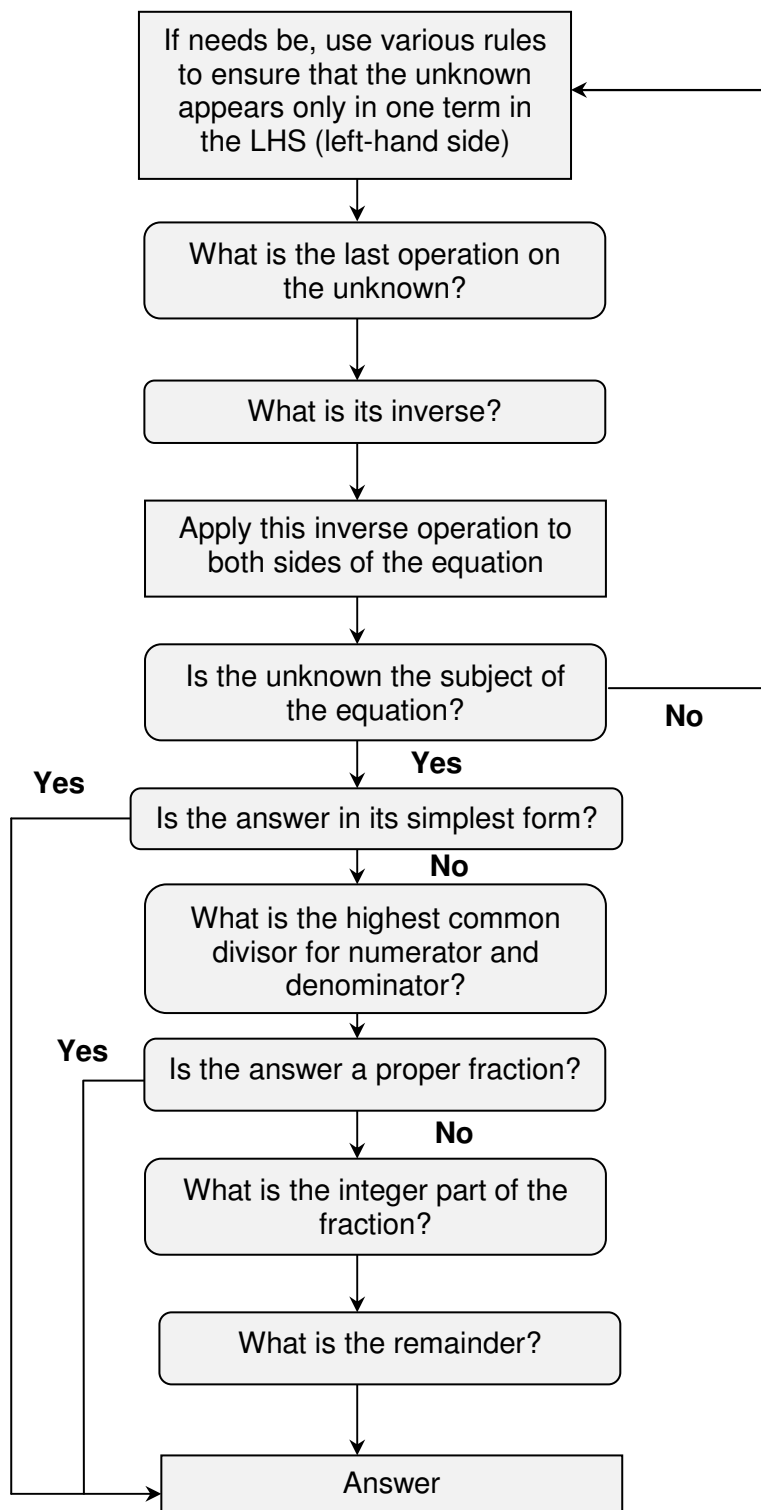 If needs be, use various rules
to ensure that the unknown
appears only in one term in
the LHS (left-hand side)
What is the last operation on
the unknown?
What is its inverse?
Apply this inverse operation to
both sides of the equation
Is the unknown the subject of
the equation?
No
Yes
Yes
Is the answer in its simplest form?
No
What is the highest common
divisor for numerator and
denominator?
Yes
Is the answer a proper fraction?
No
What is the integer part of the
fraction?
What is the remainder?
Answer